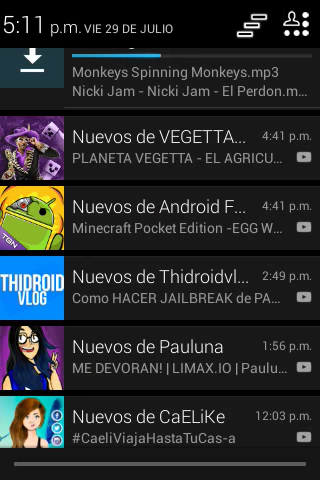 5:11 p.m. VIE 29 DE JULIO
Monkeys Spinning Monkeys.mp3
Nicki Jam - Nicki Jam - El Perdon.m...
Nuevos de VEGETTA... 4:41 p.m.
PLANETA VEGETTA - EL AGRICU...
Nuevos de Android F... 4:41 p.m.
TGN
Minecraft Pocket Edition -EGG W...
Nuevos de Thidroidvl... 2:49 p.m.
THIDROID
VLOG
Como HACER JAILBREAK de PA...
Nuevos de Pauluna 1:56 p.m.
ME DEVORAN! | LIMAX.IO | Paulu...
Nuevos de CaELiKe 12:03 p.m.
#CaeliViajaHastaTuCas-a